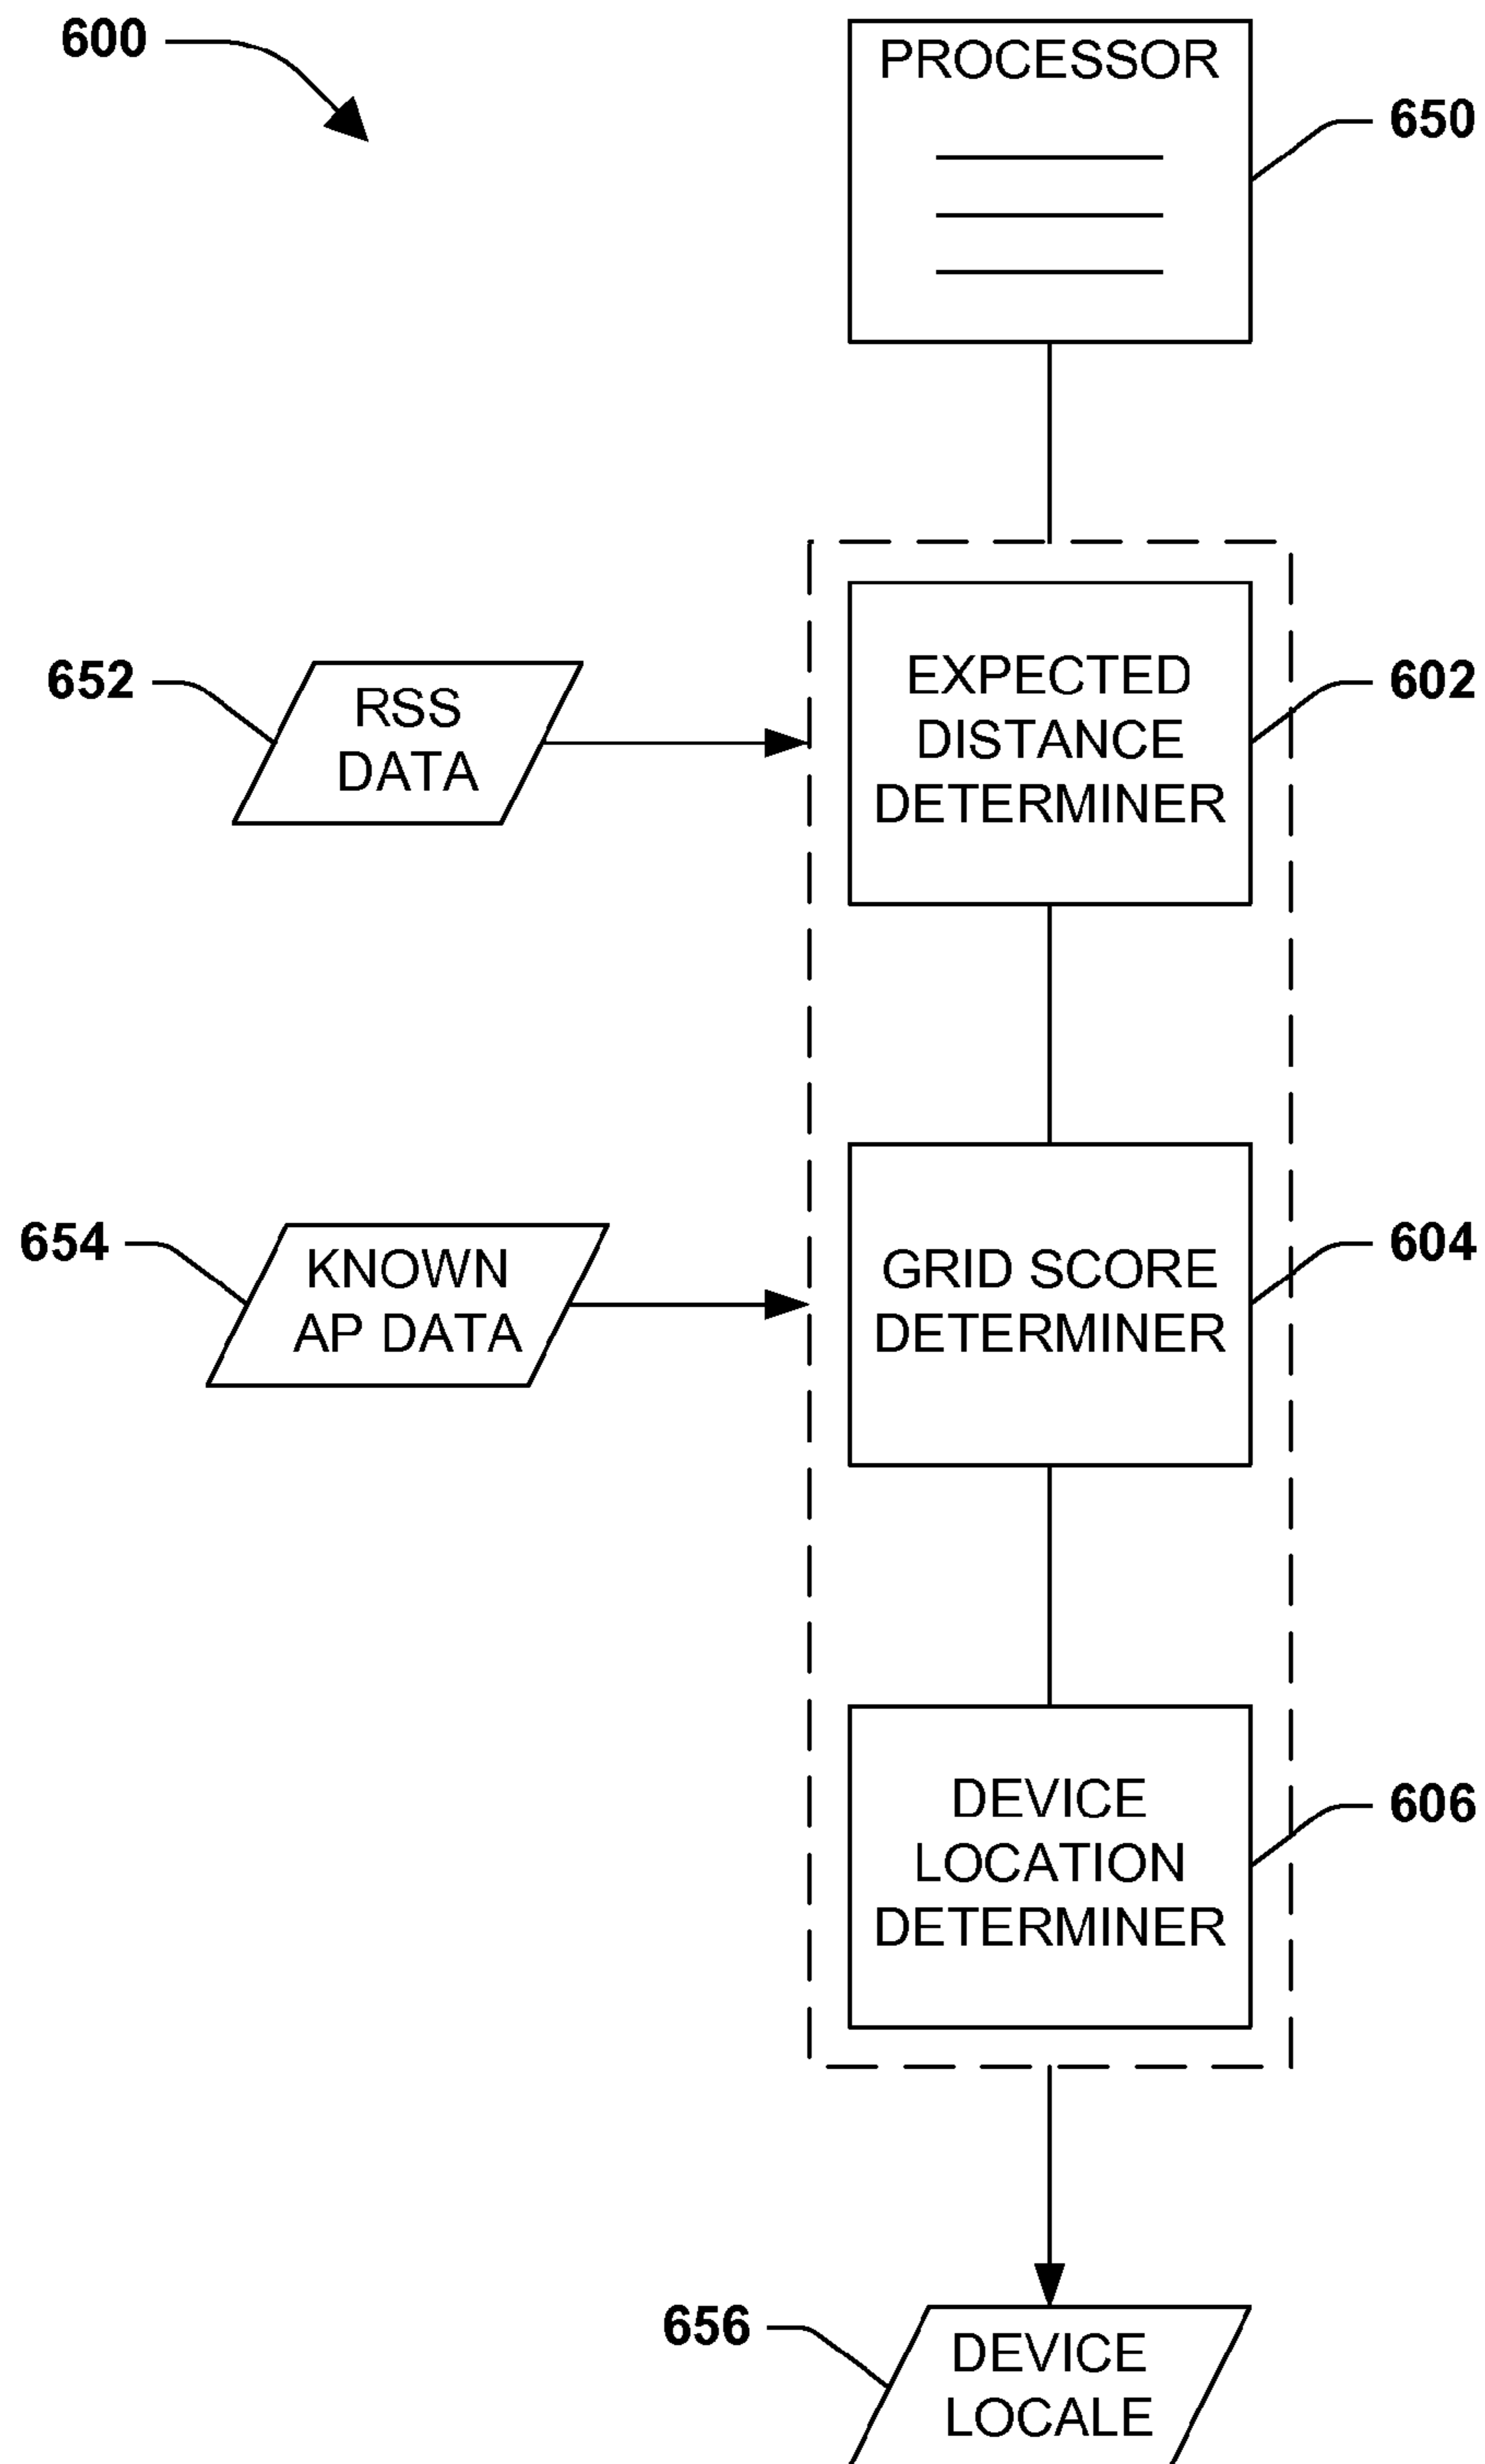 600
PROCESSOR
650
652
RSS
DATA
EXPECTED
DISTANCE
DETERMINER
602
654
KNOWN
AP DATA
GRID SCORE
DETERMINER
604
DEVICE
LOCATION
DETERMINER
606
656
DEVICE
LOCALE